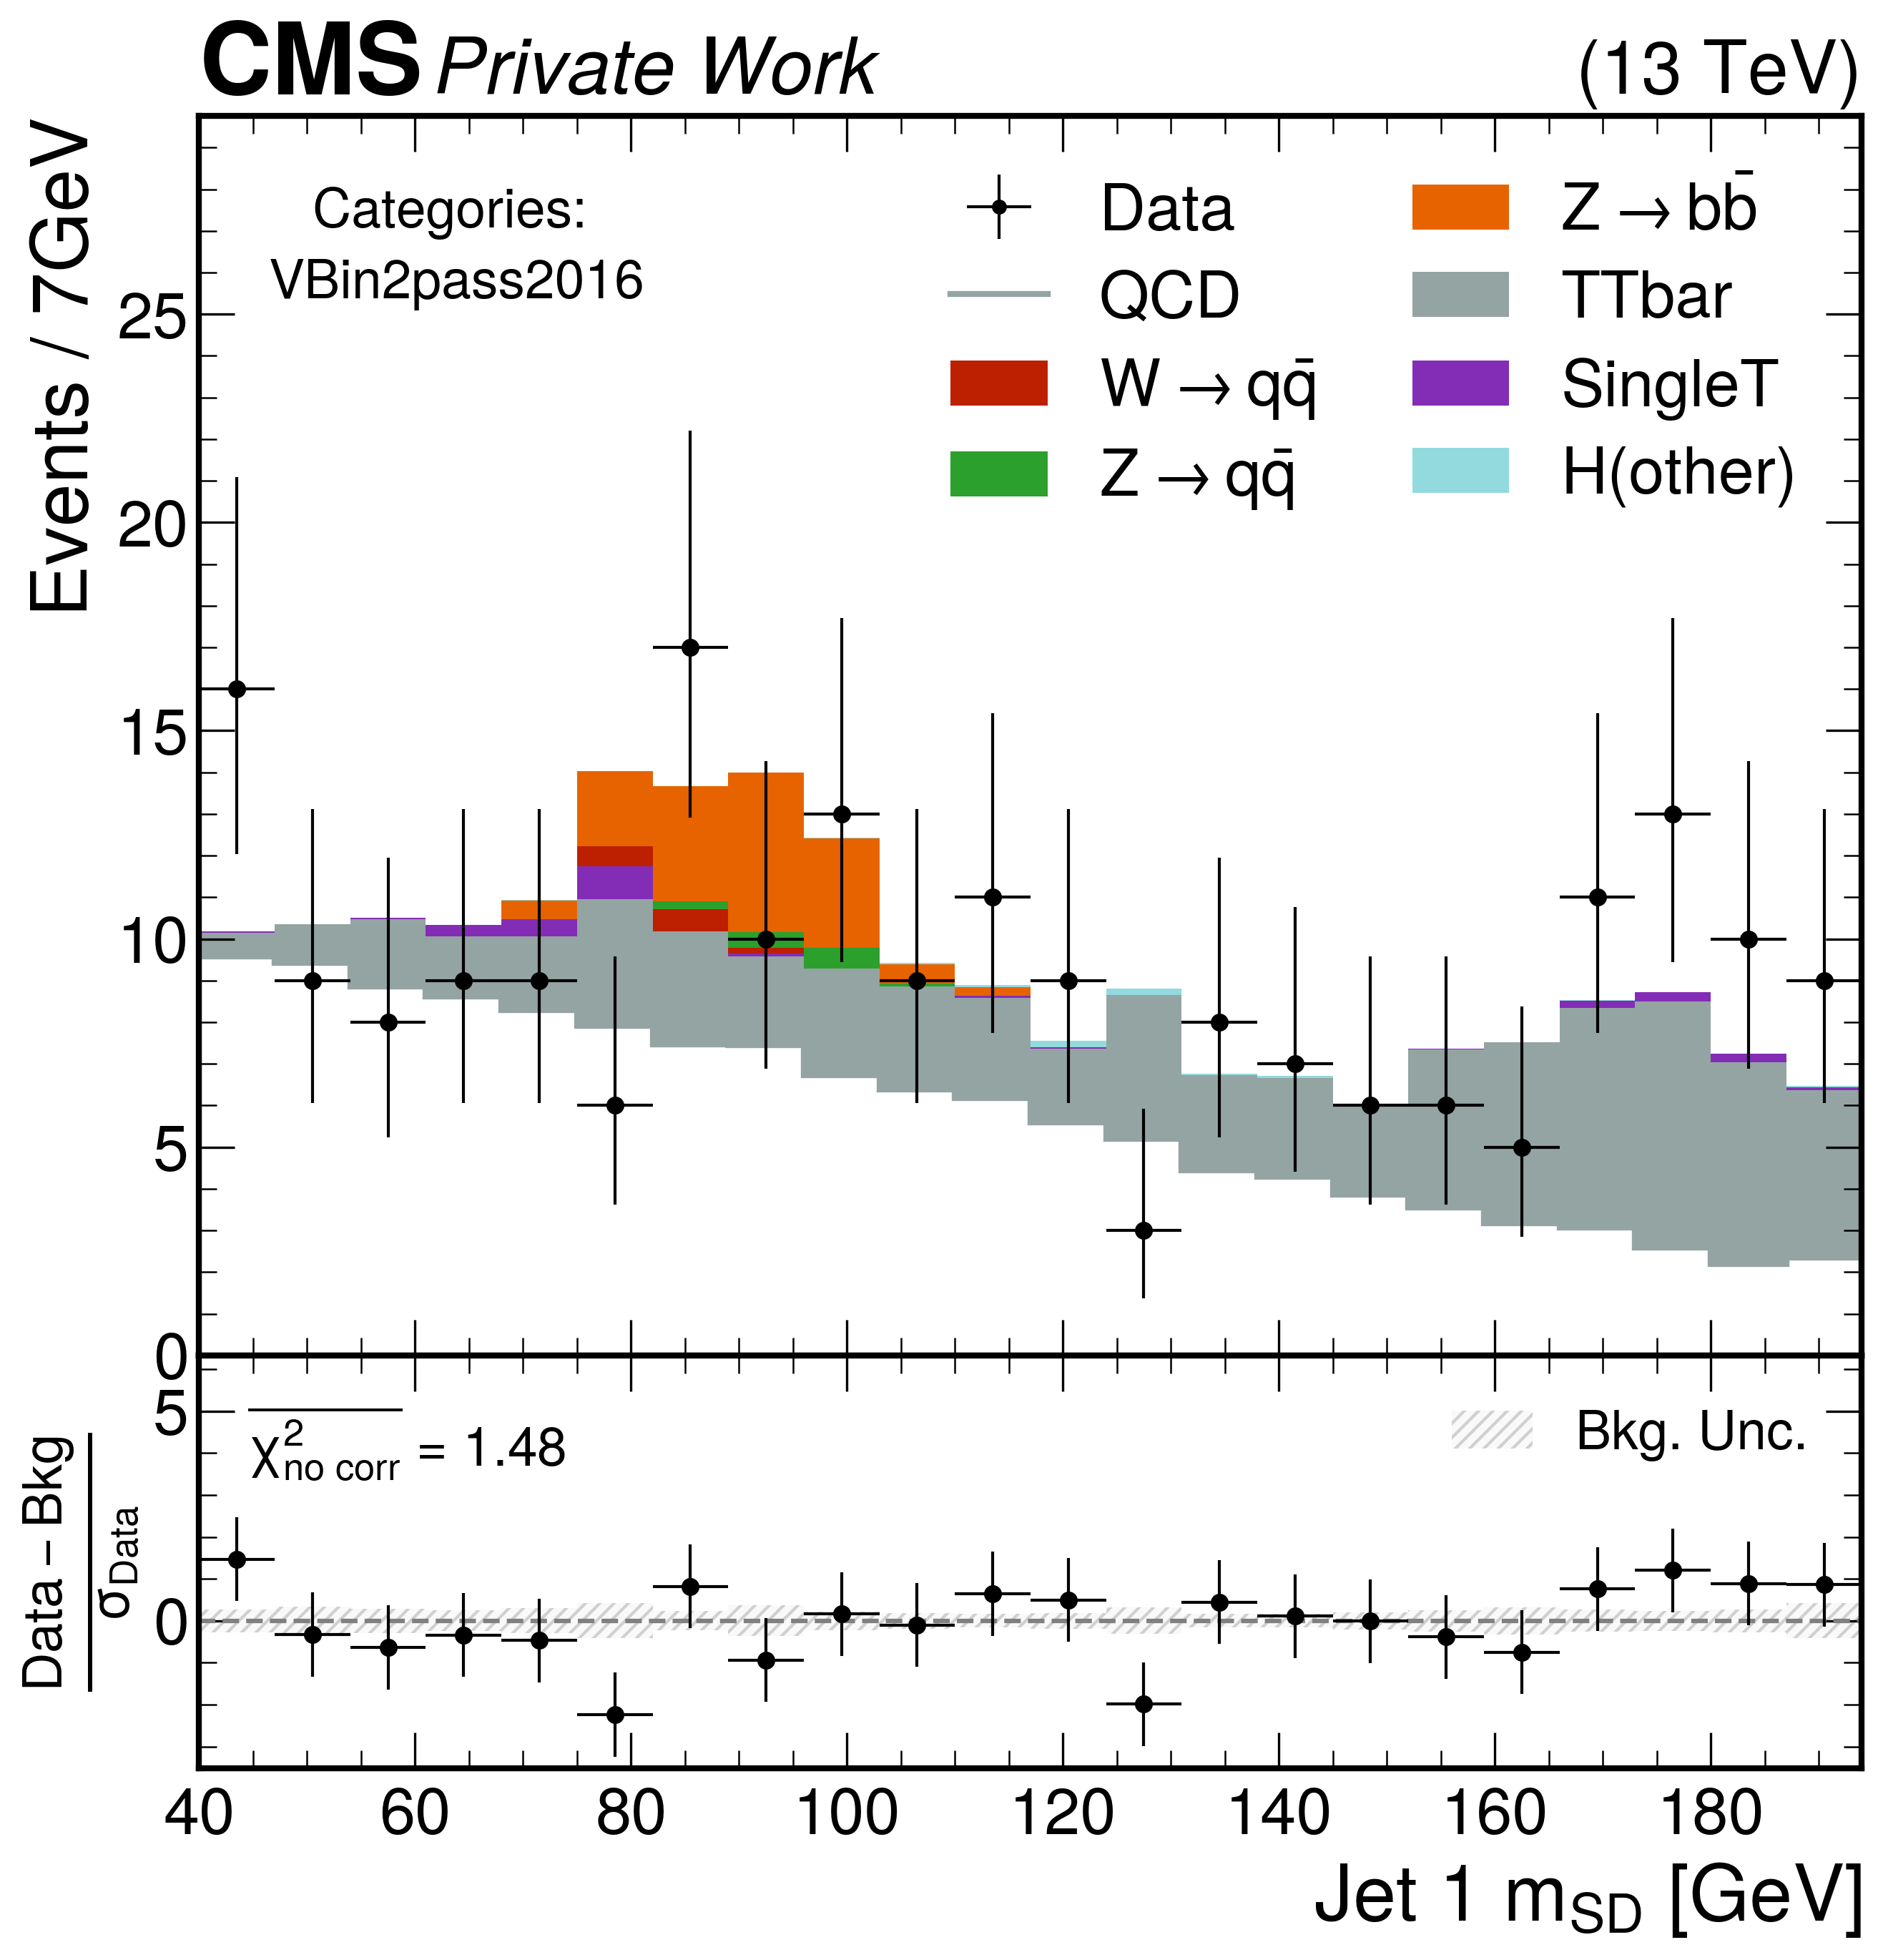 CMS Private Work (13 TeV)
Events / 7GeV
Categories:
VBin2pass2016
Data
QCD
W → qq̄
Z → qq̄
Z → bb̄
TTbar
SingleT
H(other)
25
20
15
10
5
0
Data − Bkg
σData
5
0
χ²no corr = 1.48
Bkg. Unc.
40 60 80 100 120 140 160 180
Jet 1 mSD [GeV]